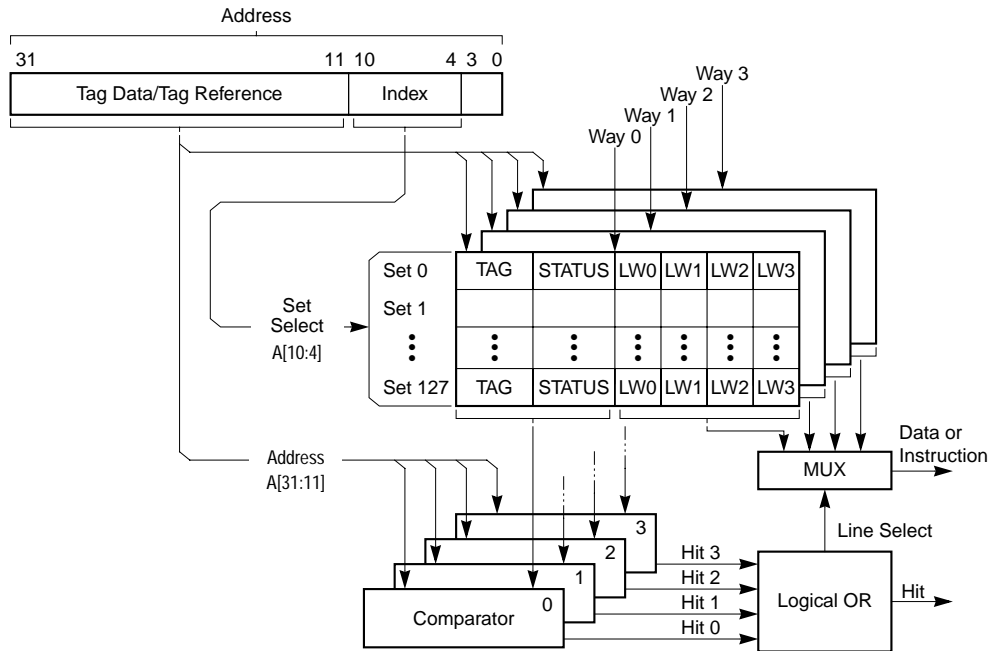 Address
31 11 10 4 3 0
Tag Data/Tag Reference Index
Way 3
Way 2
Way 1
Way 0
Set 0 TAG STATUS LW0 LW1 LW2 LW3
Set 1
Set
Select
A[10:4]
Set 127 TAG STATUS LW0 LW1 LW2 LW3
Address
A[31:11]
MUX
Data or
Instruction
Line Select
3
2
1
0
Comparator
Hit 3
Hit 2
Hit 1
Hit 0
Logical OR
Hit